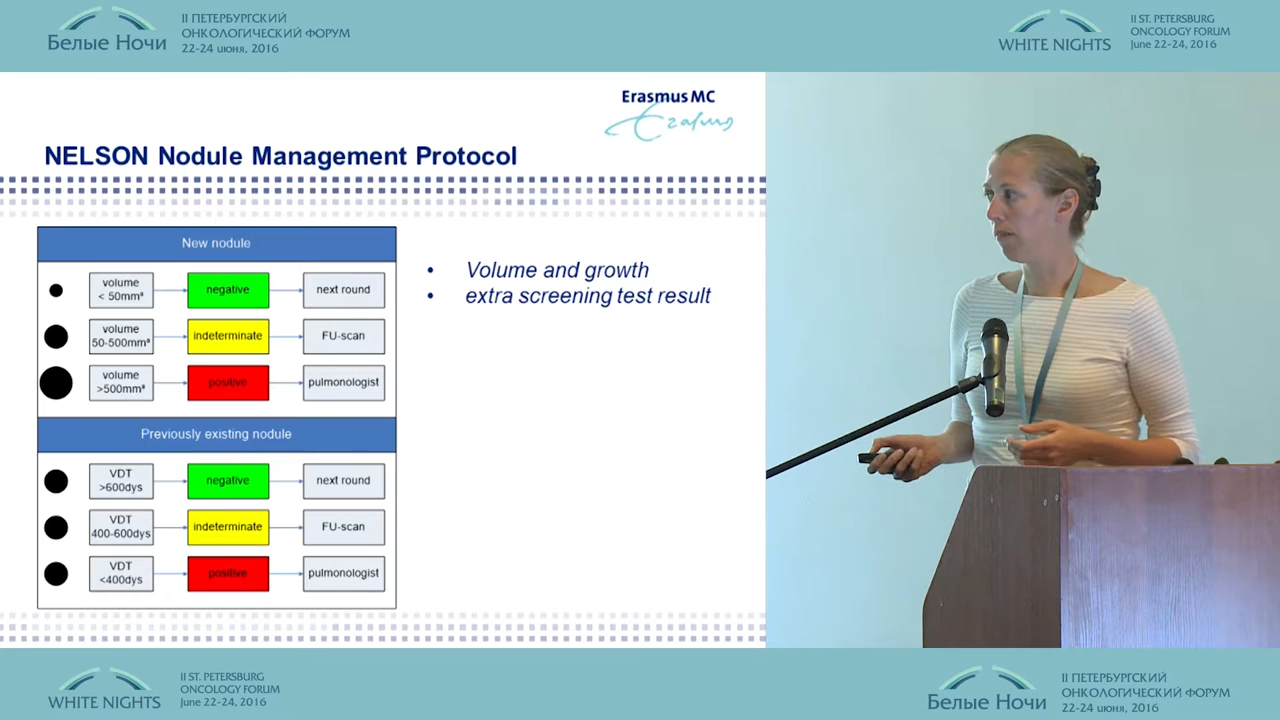 Белые Ночи
II ПЕТЕРБУРГСКИЙ
ОНКОЛОГИЧЕСКИЙ ФОРУМ
22-24 июня, 2016
WHITE NIGHTS
II ST. PETERSBURG
ONCOLOGY FORUM
June 22-24, 2016
Erasmus MC
Erasmus
NELSON Nodule Management Protocol
New nodule
volume
< 50mm³
negative
next round
volume
50-500mm³
indeterminate
FU-scan
volume
>500mm³
positive
pulmonologist
Previously existing nodule
VDT
>600dys
negative
next round
VDT
400-600dys
indeterminate
FU-scan
VDT
<400dys
positive
pulmonologist
• Volume and growth
• extra screening test result
WHITE NIGHTS
II ST. PETERSBURG
ONCOLOGY FORUM
June 22-24, 2016
Белые Ночи
II ПЕТЕРБУРГСКИЙ
ОНКОЛОГИЧЕСКИЙ ФОРУМ
22-24 июня, 2016